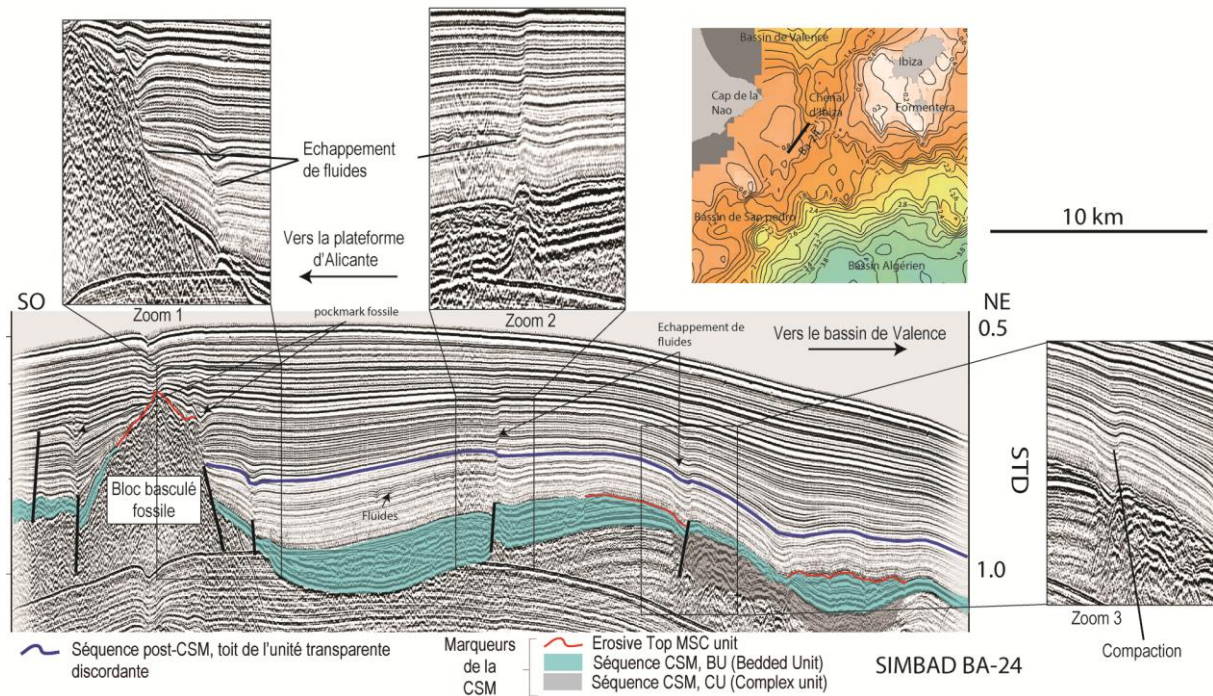 Echappement
de fluides
Vers la plateforme
d'Alicante
Bassin de Valence
Ibiza
Cap de la
Nao
Chenal
d'Ibiza
Formentera
Ba-24
Bassin de San pedro
Bassin Algérien
10 km
SO
Zoom 1
pockmark fossile
Zoom 2
Echappement de
fluides
NE
Vers le bassin de Valence
0.5
STD
1.0
Bloc basculé
fossile
Fluides
Zoom 3
Compaction
Séquence post-CSM, toit de l'unité transparente
discordante
Marqueurs
de la
CSM
Erosive Top MSC unit
Séquence CSM, BU (Bedded Unit)
Séquence CSM, CU (Complex unit)
SIMBAD BA-24